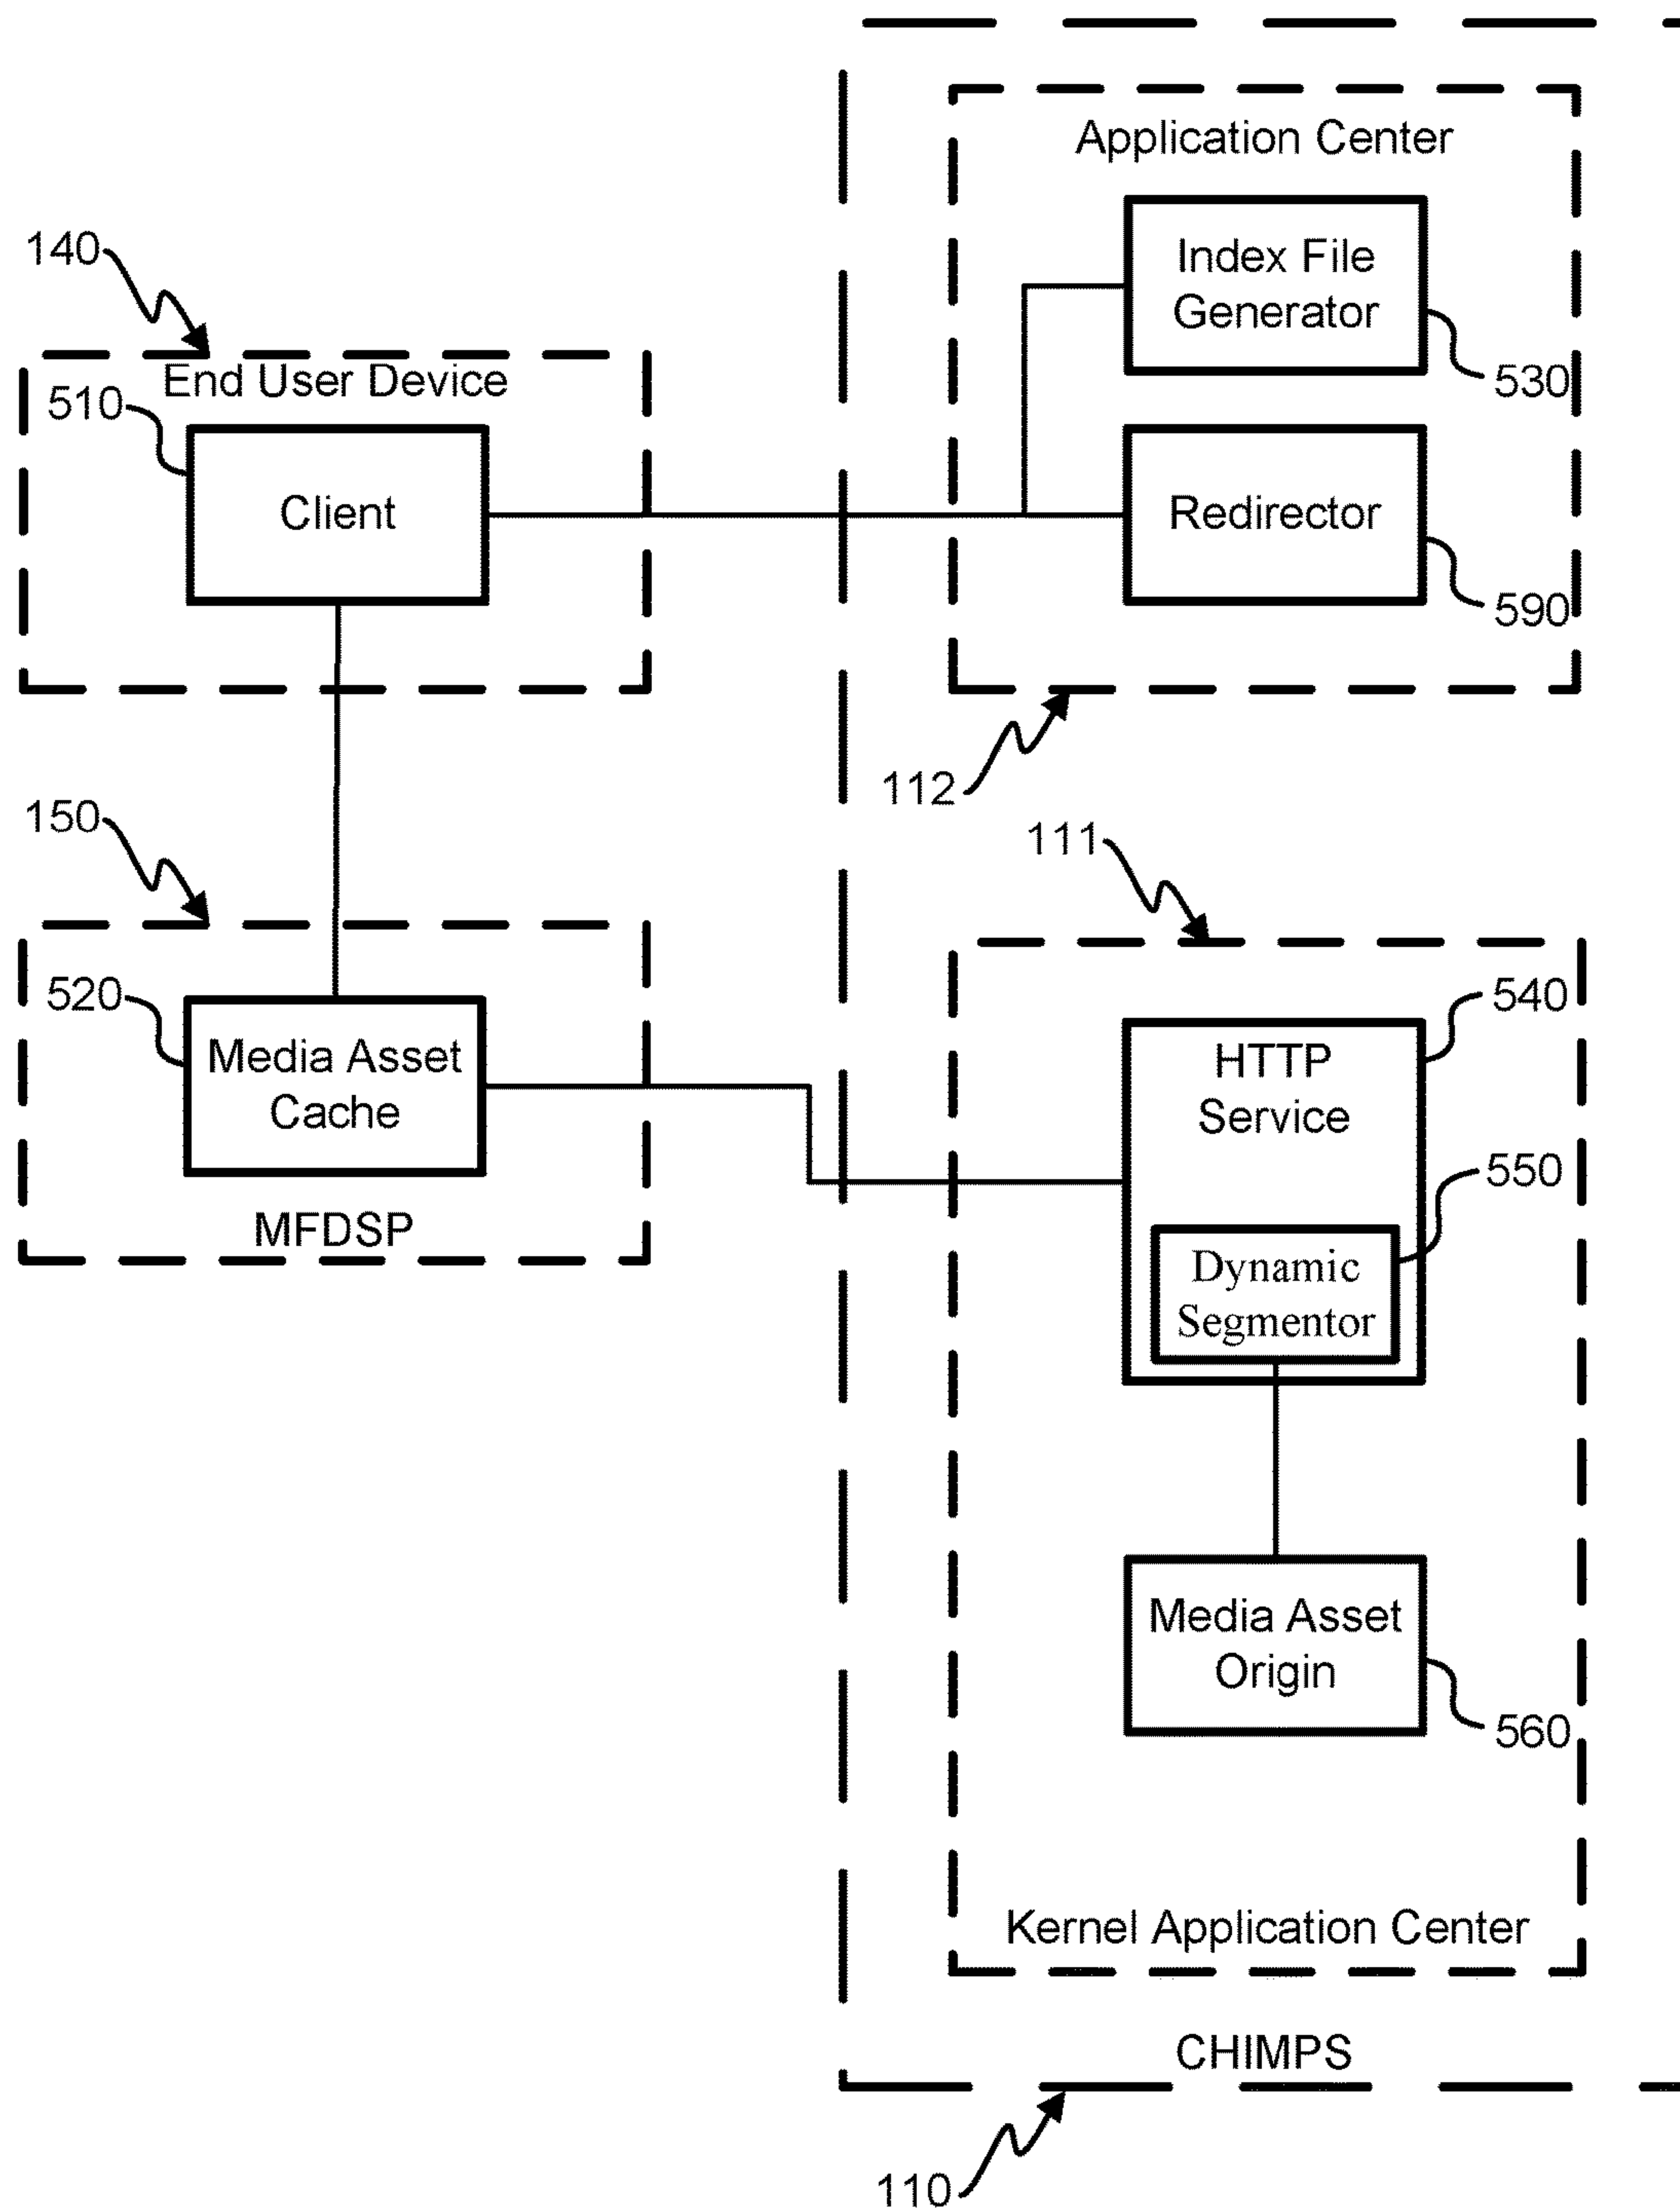 Application Center
Index File
Generator
530
140
End User Device
510
Client
Redirector
590
112
150
111
520
Media Asset
Cache
MFDSP
540
HTTP
Service
550
Dynamic
Segmentor
Media Asset
Origin
560
Kernel Application Center
CHIMPS
110